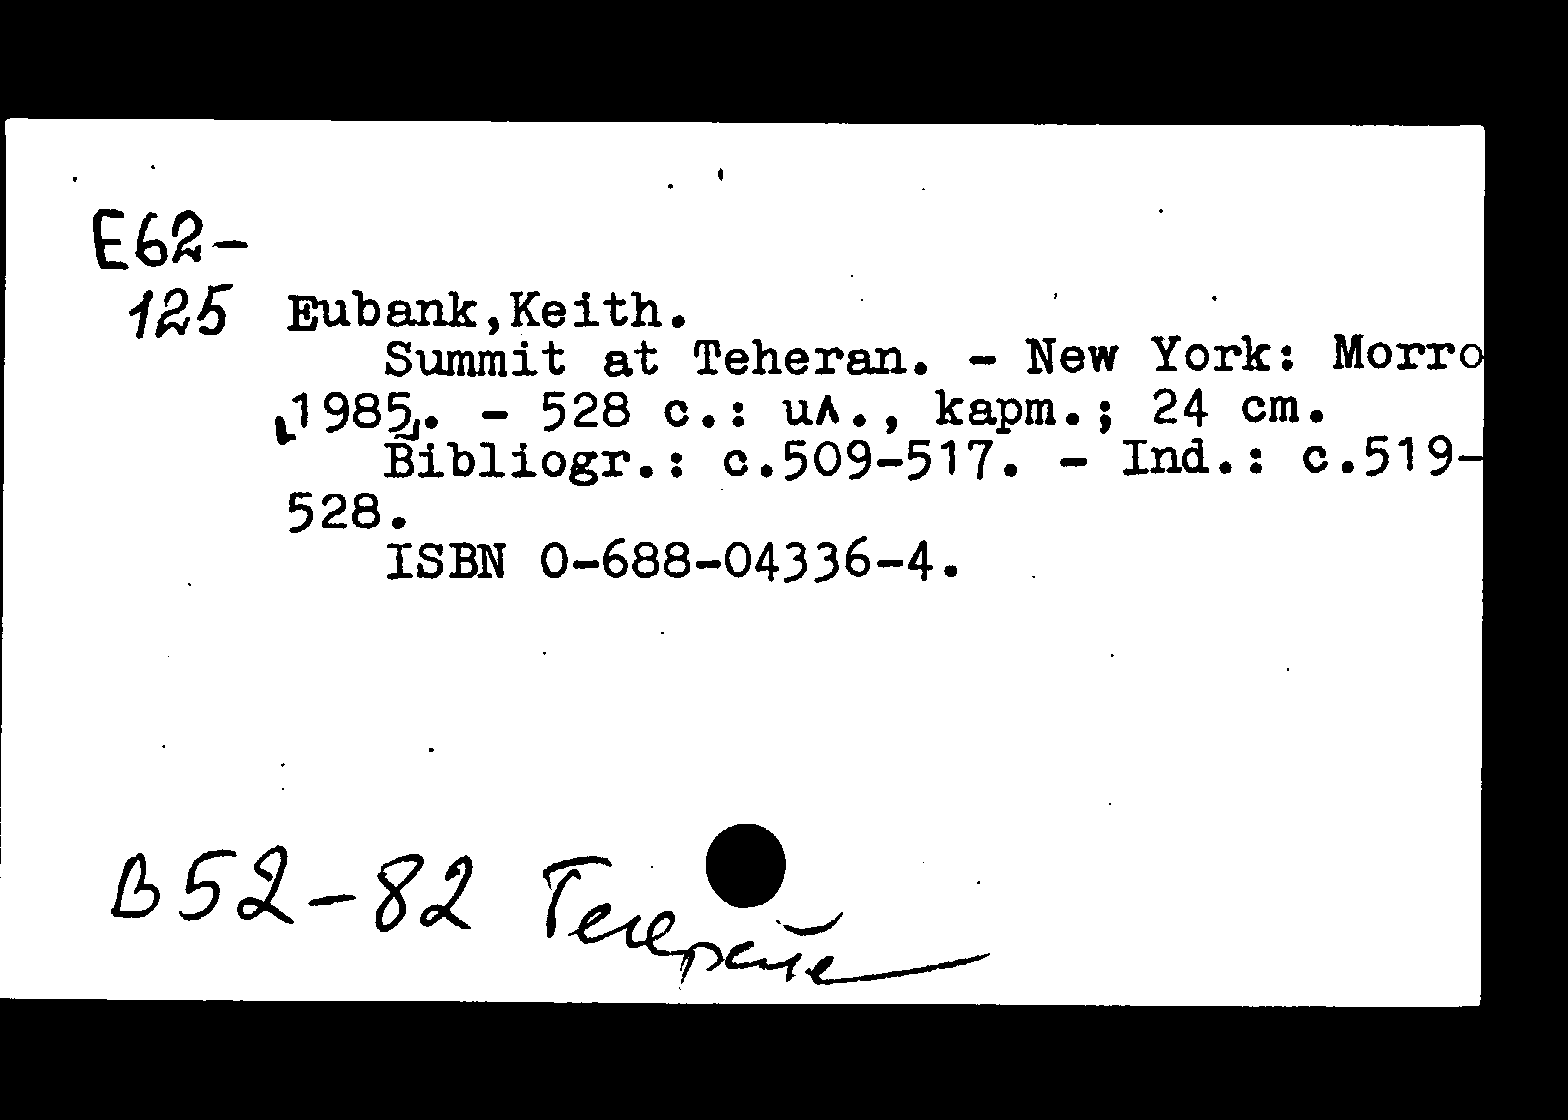 E62-
125 Eubank,Keith.
Summit at Teheran. - New York: Morro
[1985]. - 528 c.: ил., карт.; 24 cm.
Bibliogr.: c.509-517. - Ind.: c.519-
528.
ISBN 0-688-04336-4.
B52-82